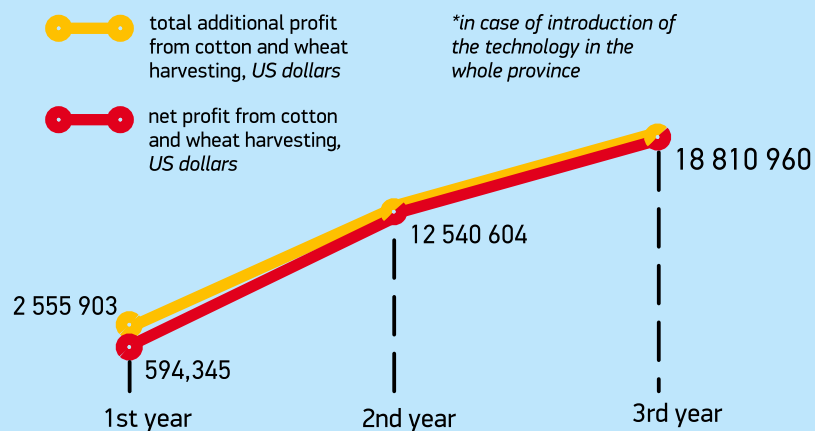 total additional profit
from cotton and wheat
harvesting, US dollars
*in case of introduction of
the technology in the
whole province
net profit from cotton
and wheat harvesting,
US dollars
18 810 960
12 540 604
2 555 903
594,345
1st year
2nd year
3rd year